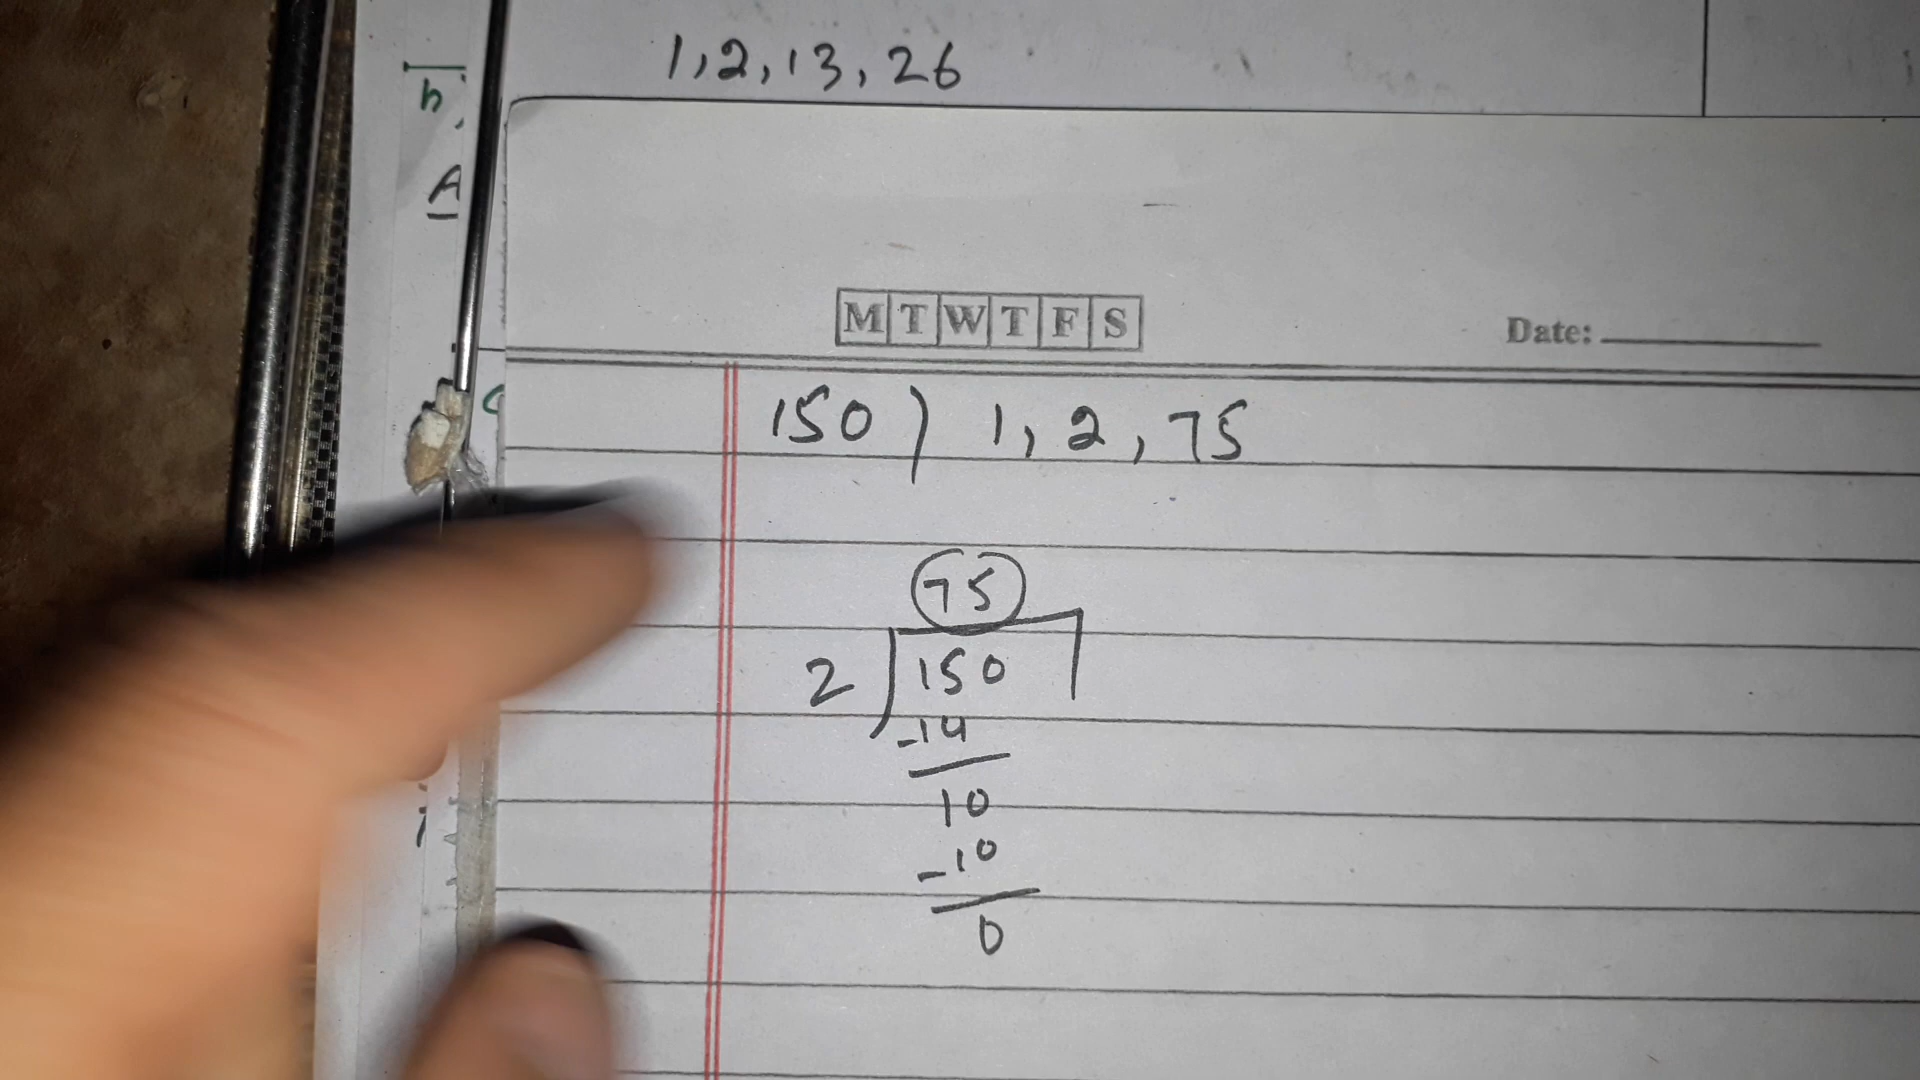 1,2,13,26
h,
A
M T W T F S
Date:
150) 1, 2, 75
75
2 150
-14
10
-10
0